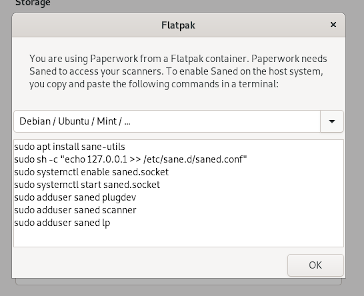 Storage
Flatpak
×
You are using Paperwork from a Flatpak container. Paperwork needs
Saned to access your scanners. To enable Saned on the host system,
you copy and paste the following commands in a terminal:
Debian / Ubuntu / Mint / ...
sudo apt install sane-utils
sudo sh -c "echo 127.0.0.1 >> /etc/sane.d/saned.conf"
sudo systemctl enable saned.socket
sudo systemctl start saned.socket
sudo adduser saned plugdev
sudo adduser saned scanner
sudo adduser saned lp
OK